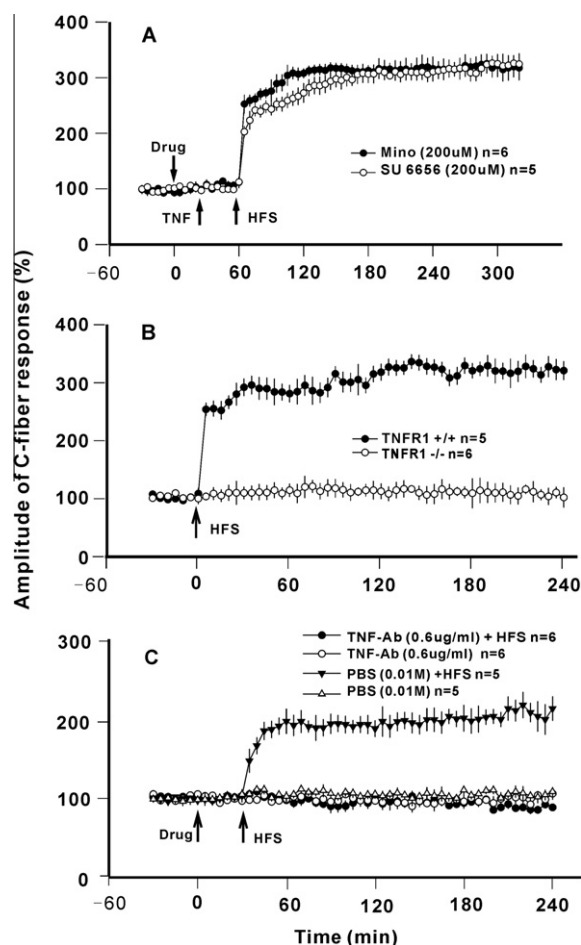 Amplitude of C-fiber response (%)
A
400
300
200
100
0
Drug
TNF
HFS
Mino (200uM) n=6
SU 6656 (200uM) n=5
−60 0 60 120 180 240 300
B
400
300
200
100
0
HFS
TNFR1 +/+ n=5
TNFR1 -/- n=6
−60 0 60 120 180 240
C
300
200
100
0
TNF-Ab (0.6ug/ml) + HFS n=6
TNF-Ab (0.6ug/ml) n=6
PBS (0.01M) +HFS n=5
PBS (0.01M) n=5
Drug
HFS
−60 0 60 120 180 240
Time (min)